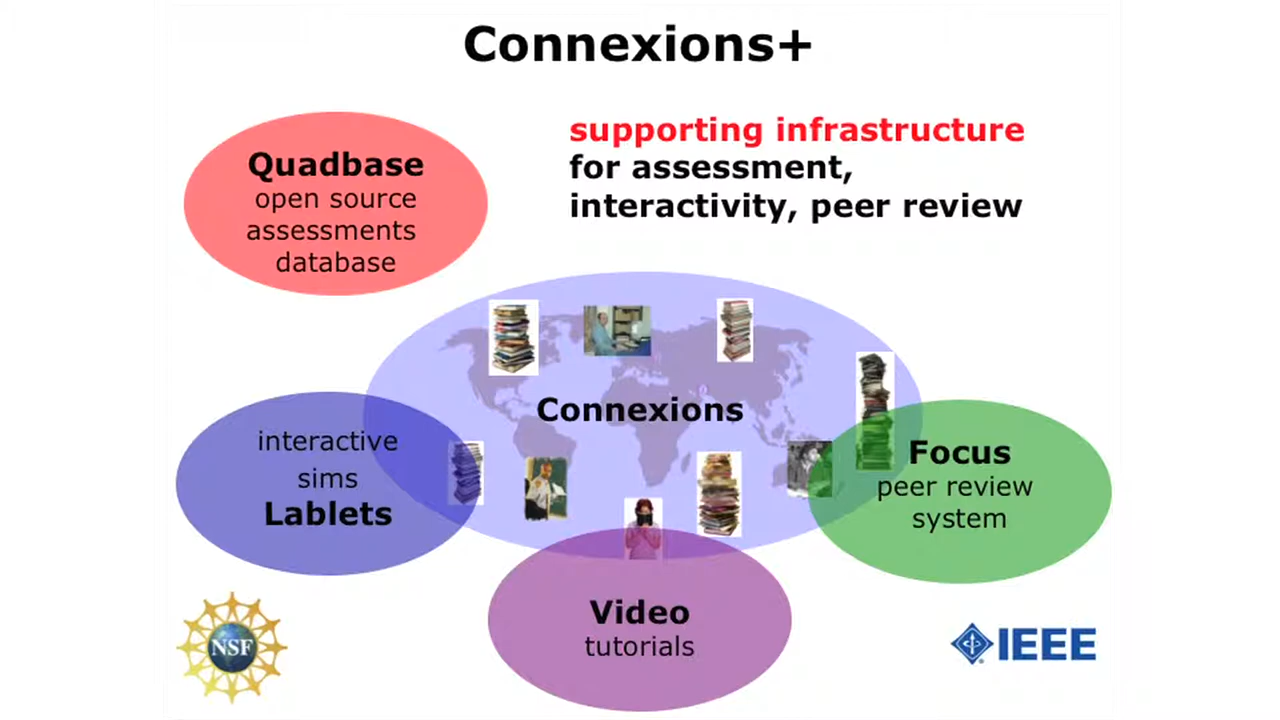 Connexions+
supporting infrastructure
for assessment,
interactivity, peer review
Quadbase
open source
assessments
database
Connexions
interactive
sims
Lablets
Focus
peer review
system
Video
tutorials
NSF
IEEE